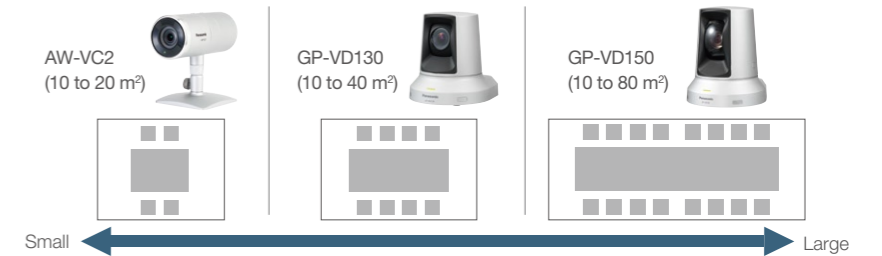 AW-VC2
(10 to 20 m²)
GP-VD130
(10 to 40 m²)
GP-VD150
(10 to 80 m²)
Small
Large